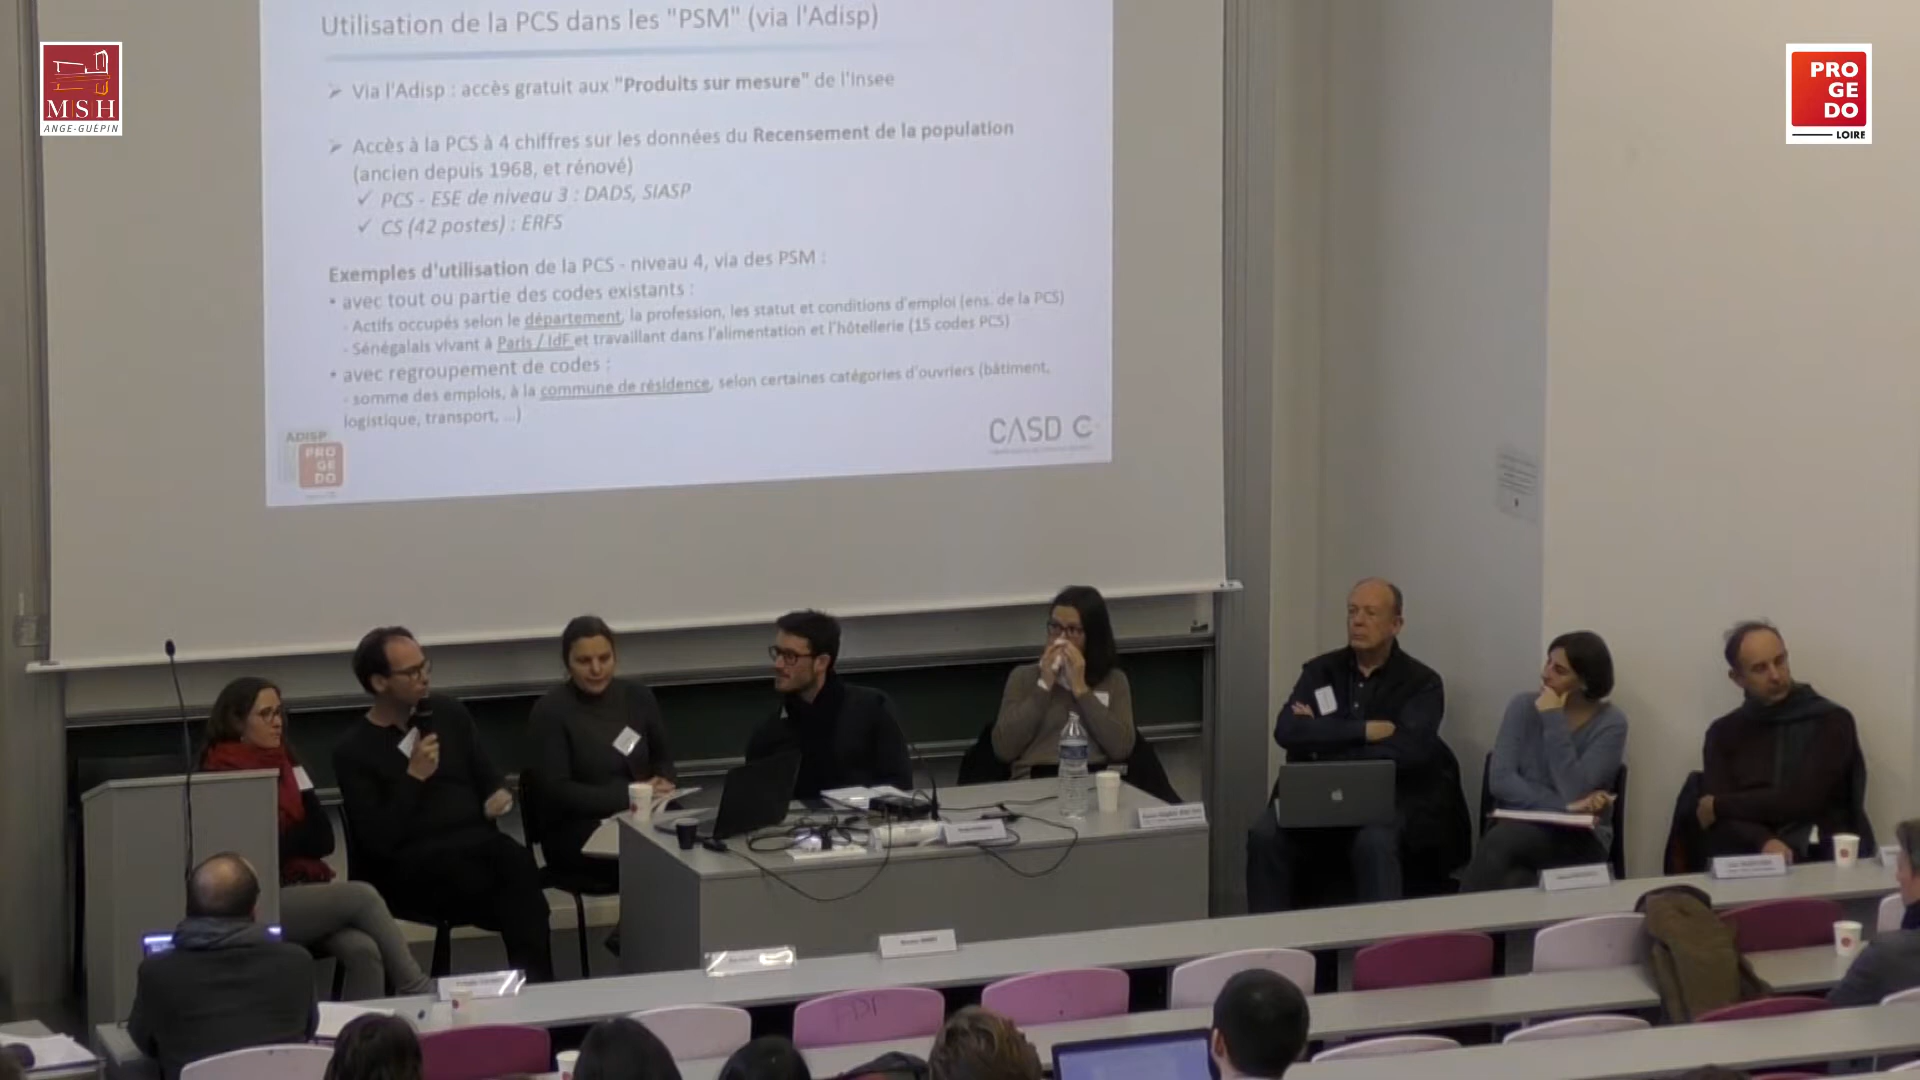 Utilisation de la PCS dans les "PSM" (via l'Adisp)
MSH
ANGE-GUÉPIN
PRO
GE
DO
LOIRE
➢ Via l'Adisp : accès gratuit aux "Produits sur mesure" de l'Insee
➢ Accès à la PCS à 4 chiffres sur les données du Recensement de la population
(ancien depuis 1968, et rénové)
✓ PCS - ESE de niveau 3 : DADS, SIASP
✓ CS (42 postes) : ERFS
Exemples d'utilisation de la PCS - niveau 4, via des PSM :
• avec tout ou partie des codes existants :
- Actifs occupés selon le département, la profession, les statut et conditions d'emploi (ens. de la PCS)
- Sénégalais vivant à Paris / IdF et travaillant dans l'alimentation et l'hôtellerie (15 codes PCS)
• avec regroupement de codes :
- somme des emplois, à la commune de résidence, selon certaines catégories d'ouvriers (bâtiment,
logistique, transport, ...)
ADISP
PRO
GE
DO
CASD